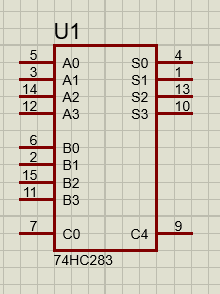 U1
5 A0 S0 4
3 A1 S1 1
14 A2 S2 13
12 A3 S3 10
6 B0
2 B1
15 B2
11 B3
7 C0 C4 9
74HC283